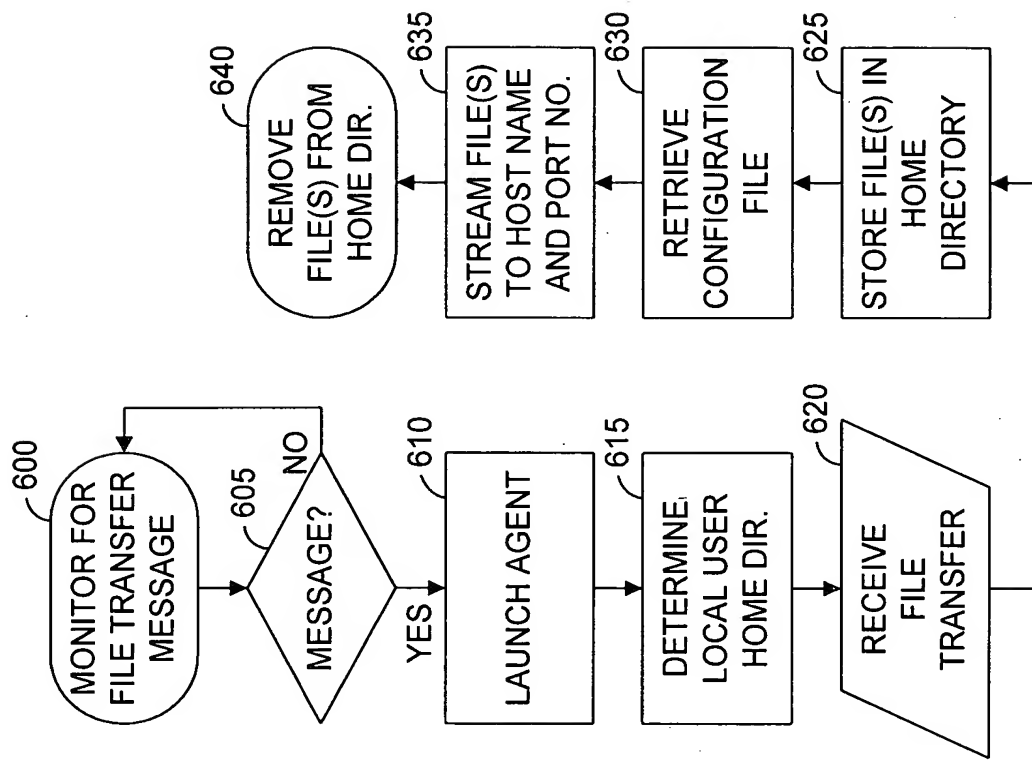 600
MONITOR FOR
FILE TRANSFER
MESSAGE
605
MESSAGE?
NO
YES
610
LAUNCH AGENT
615
DETERMINE
LOCAL USER
HOME DIR.
620
RECEIVE
FILE
TRANSFER
625
STORE FILE(S) IN
HOME
DIRECTORY
630
RETRIEVE
CONFIGURATION
FILE
635
STREAM FILE(S)
TO HOST NAME
AND PORT NO.
640
REMOVE
FILE(S) FROM
HOME DIR.